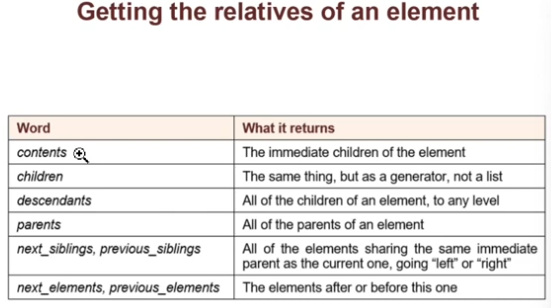 Getting the relatives of an element
Word What it returns
contents The immediate children of the element
children The same thing, but as a generator, not a list
descendants All of the children of an element, to any level
parents All of the parents of an element
next_siblings, previous_siblings All of the elements sharing the same immediate
parent as the current one, going “left” or “right”
next_elements, previous_elements The elements after or before this one